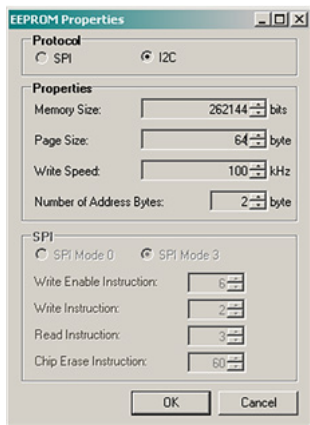 EEPROM Properties
Protocol
SPI I2C
Properties
Memory Size: 262144 bits
Page Size: 64 byte
Write Speed: 100 kHz
Number of Address Bytes: 2 byte
SPI
SPI Mode 0 SPI Mode 3
Write Enable Instruction: 6
Write Instruction: 2
Read Instruction: 3
Chip Erase Instruction: 60
OK Cancel